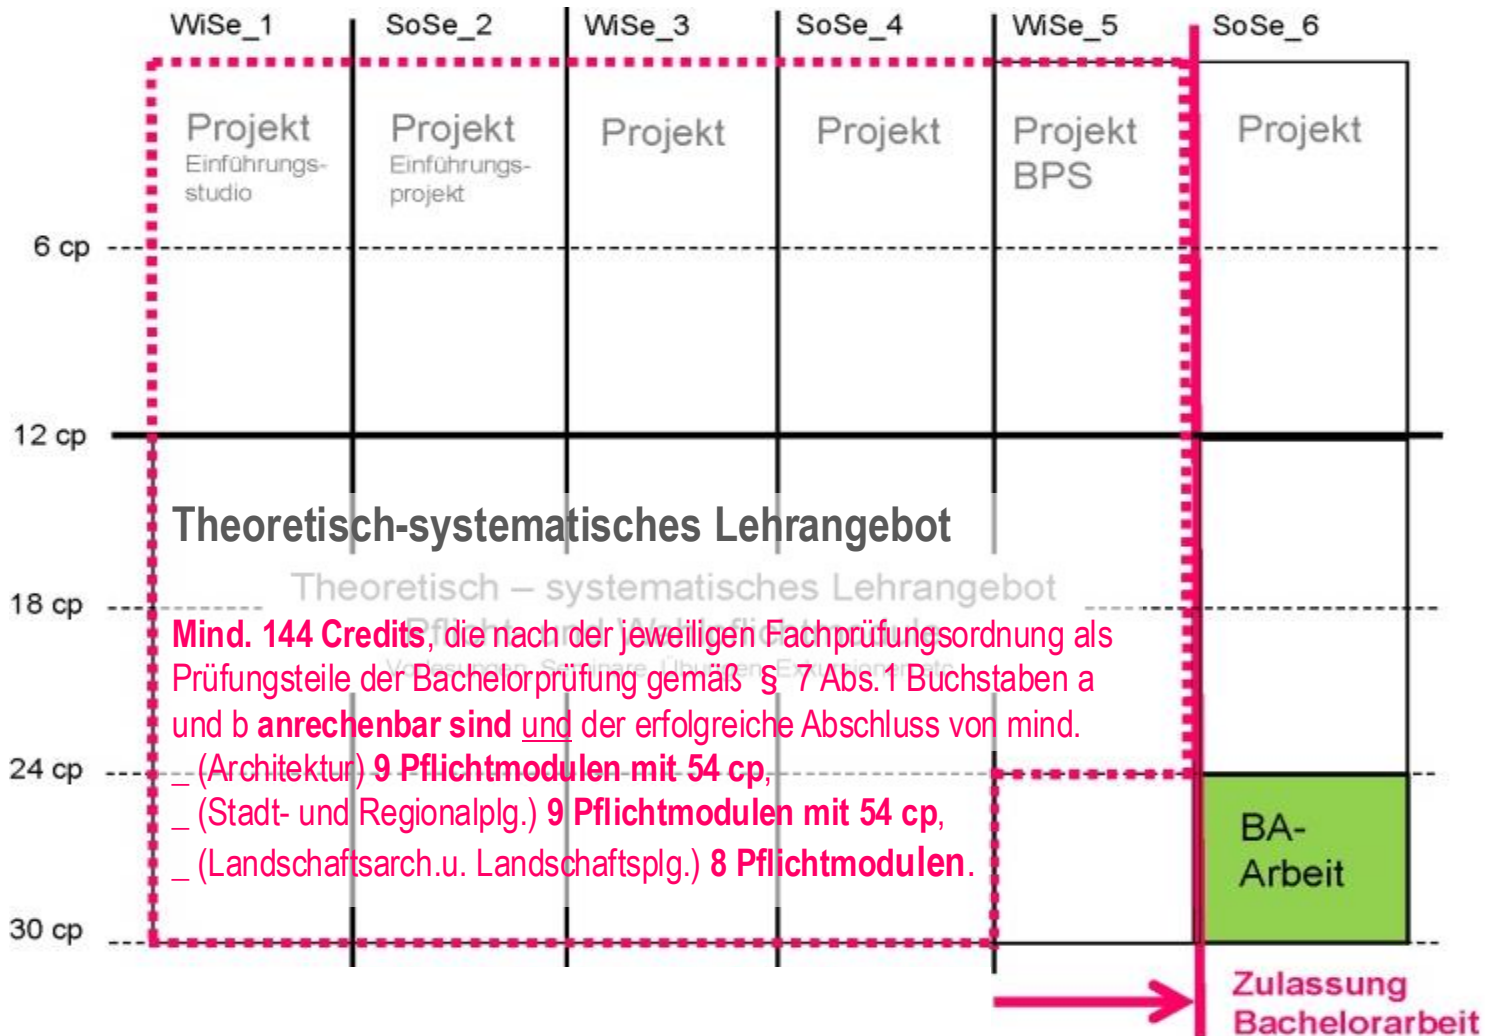 WiSe_1 SoSe_2 WiSe_3 SoSe_4 WiSe_5 SoSe_6
Projekt Projekt Projekt Projekt Projekt Projekt
Einführungs- Einführungs- BPS
studio projekt
6 cp
12 cp
Theoretisch-systematisches Lehrangebot
Theoretisch – systematisches Lehrangebot
18 cp
Mind. 144 Credits, die nach der jeweiligen Fachprüfungsordnung als
Prüfungsteile der Bachelorprüfung gemäß § 7 Abs.1 Buchstaben a
und b anrechenbar sind und der erfolgreiche Abschluss von mind.
24 cp
_ (Architektur) 9 Pflichtmodulen mit 54 cp,
_ (Stadt- und Regionalplg.) 9 Pflichtmodulen mit 54 cp,
_ (Landschaftsarch.u. Landschaftsplg.) 8 Pflichtmodulen.
BA-
Arbeit
30 cp
Zulassung
Bachelorarbeit